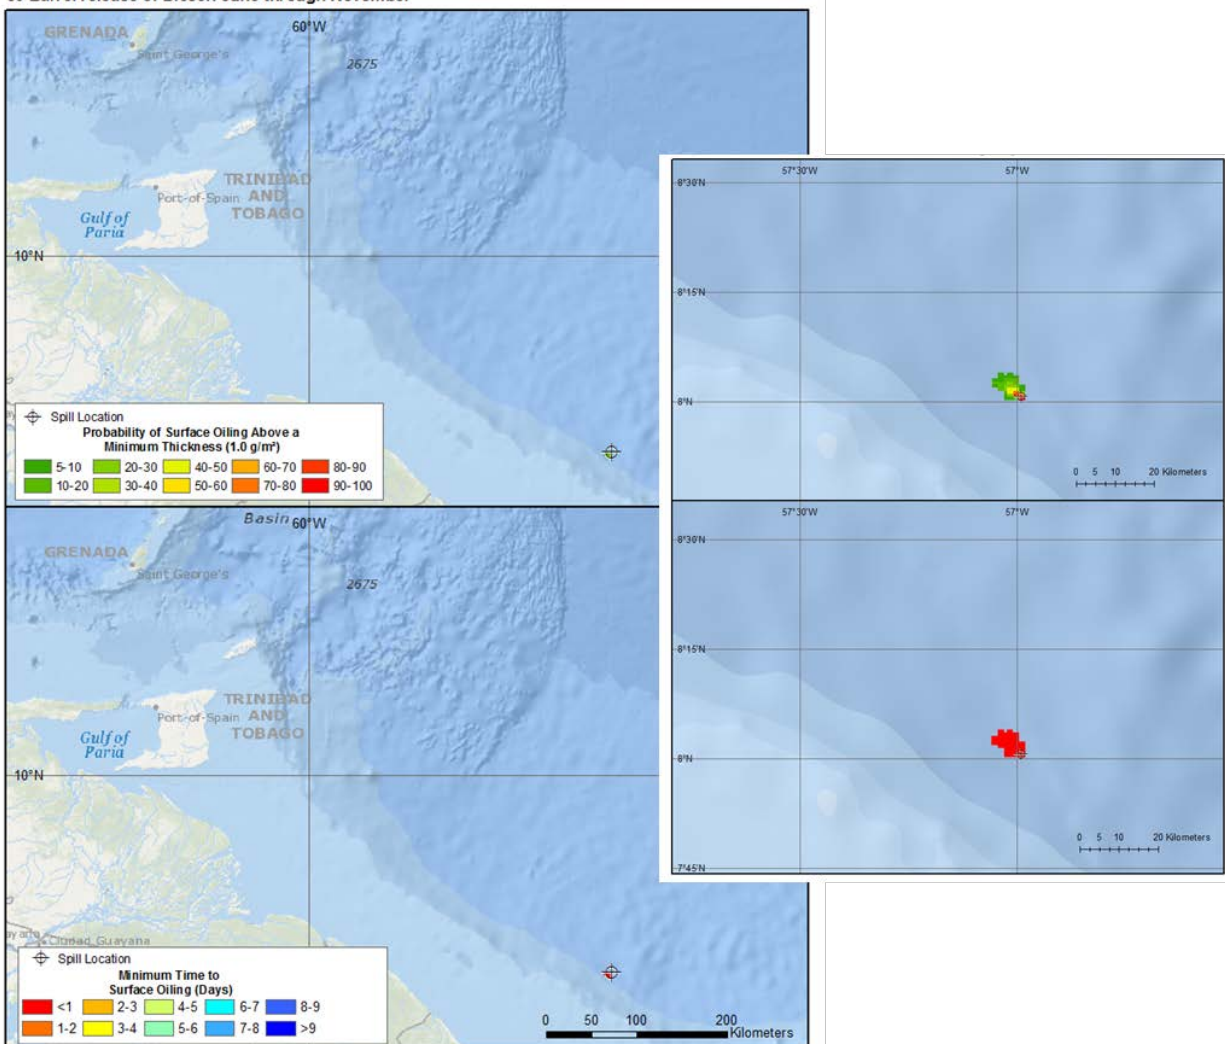 60°W
GRENADA
Saint George's
2675
TRINIDAD
AND
TOBAGO
Port-of-Spain
Gulf of
Paria
10°N
Spill Location
Probability of Surface Oiling Above a
Minimum Thickness (1.0 g/m²)
5-10 20-30 40-50 60-70 80-90
10-20 30-40 50-60 70-80 90-100
57°30'W 57°W
8°30'N
8°15'N
8°N
0 5 10 20 Kilometers
Basin
60°W
GRENADA
Saint George's
2675
TRINIDAD
AND
TOBAGO
Port-of-Spain
Gulf of
Paria
10°N
Ciudad Guayana
Spill Location
Minimum Time to
Surface Oiling (Days)
<1 2-3 4-5 6-7 8-9
1-2 3-4 5-6 7-8 >9
0 50 100 200
Kilometers
57°30'W 57°W
8°30'N
8°15'N
8°N
0 5 10 20 Kilometers
7°45'N